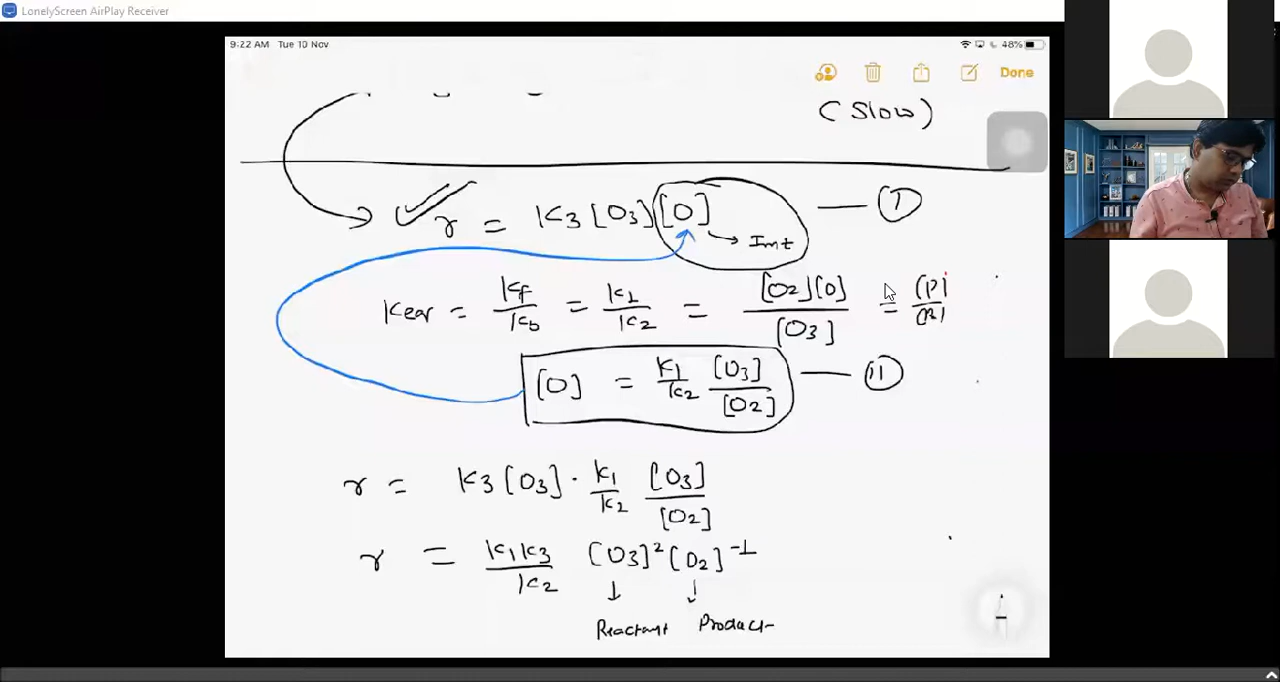 LonelyScreen AirPlay Receiver
9:22 AM Tue 10 Nov
48%
Done
(Slow)
r = K3[O3][O] — I
→ Int
Keq = Kf/Kb = K1/K2 = [O2][O]/[O3] = (P)/(R)
[O] = K1/K2 [O3]/[O2] — II
r = K3[O3] · K1/K2 [O3]/[O2]
r = K1K3/K2 [O3]² [O2]⁻¹
↓ ↓
Reactant Product